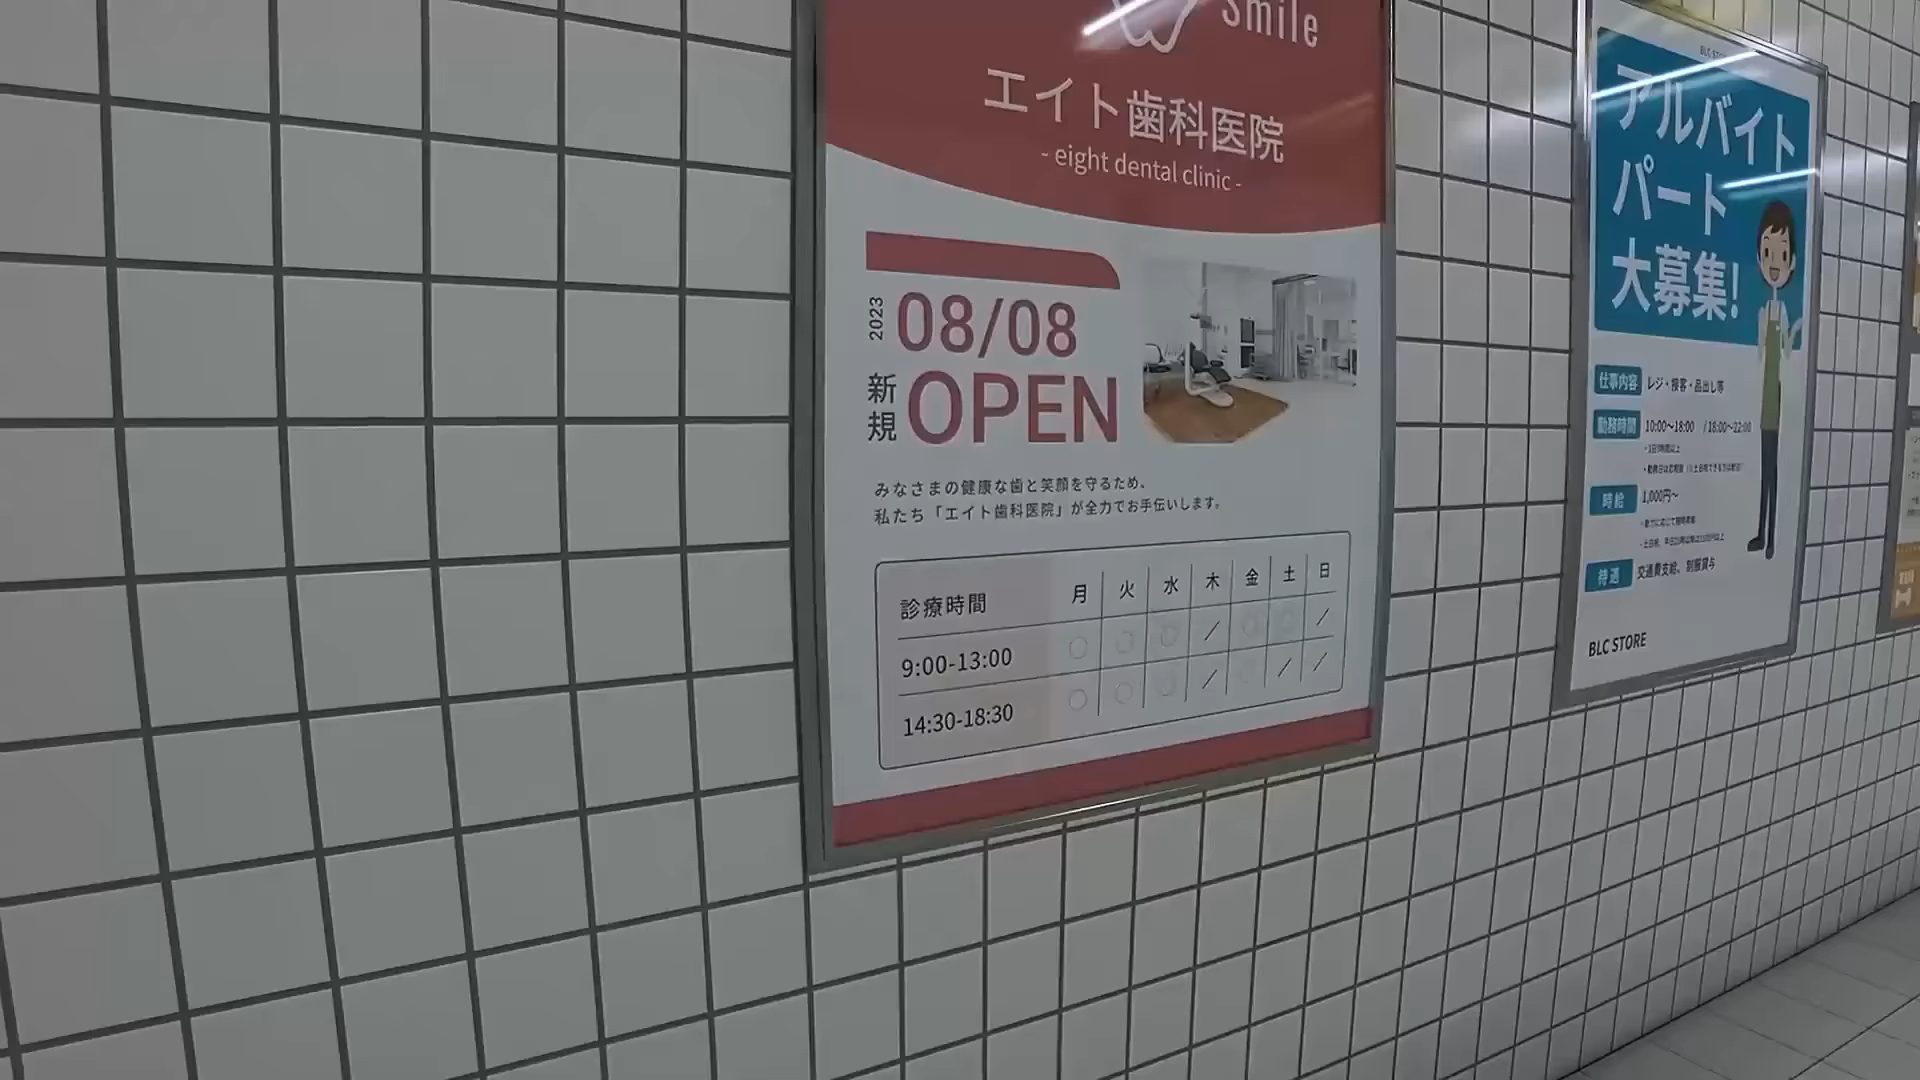 Smile
エイト歯科医院
- eight dental clinic -
2023
08/08
新規
OPEN
みなさまの健康な歯と笑顔を守るため、
私たち「エイト歯科医院」が全力でお手伝いします。
診療時間 月 火 水 木 金 土 日
9:00-13:00 ○ ○ ○ / ○ ○ /
14:30-18:30 ○ ○ ○ / ○ / /
アルバイト
パート
大募集!
仕事内容 レジ・接客・品出し等
勤務時間 10:00〜18:00 / 18:00〜22:00
時給 1,000円〜
待遇 交通費支給、制服貸与
BLC STORE